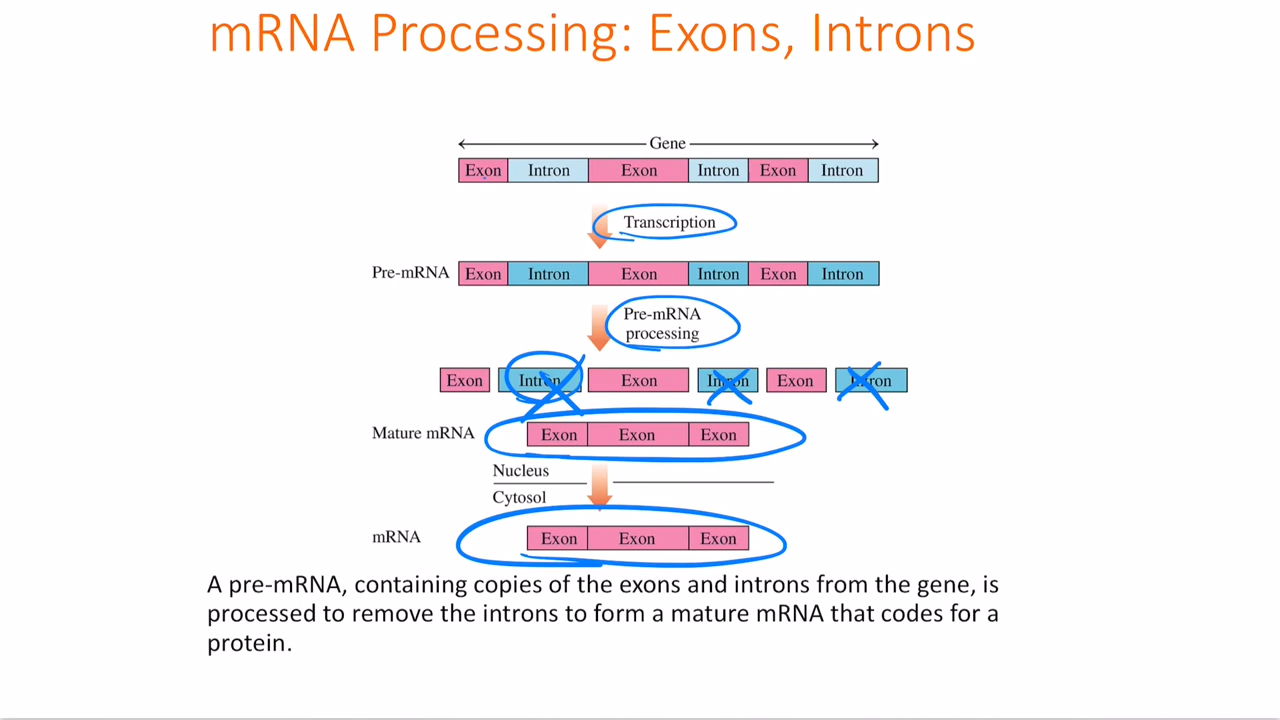 mRNA Processing: Exons, Introns
Gene
Exon Intron Exon Intron Exon Intron
Transcription
Pre-mRNA Exon Intron Exon Intron Exon Intron
Pre-mRNA
processing
Exon Intron Exon Intron Exon Intron
Mature mRNA Exon Exon Exon
Nucleus
Cytosol
mRNA Exon Exon Exon
A pre-mRNA, containing copies of the exons and introns from the gene, is
processed to remove the introns to form a mature mRNA that codes for a
protein.